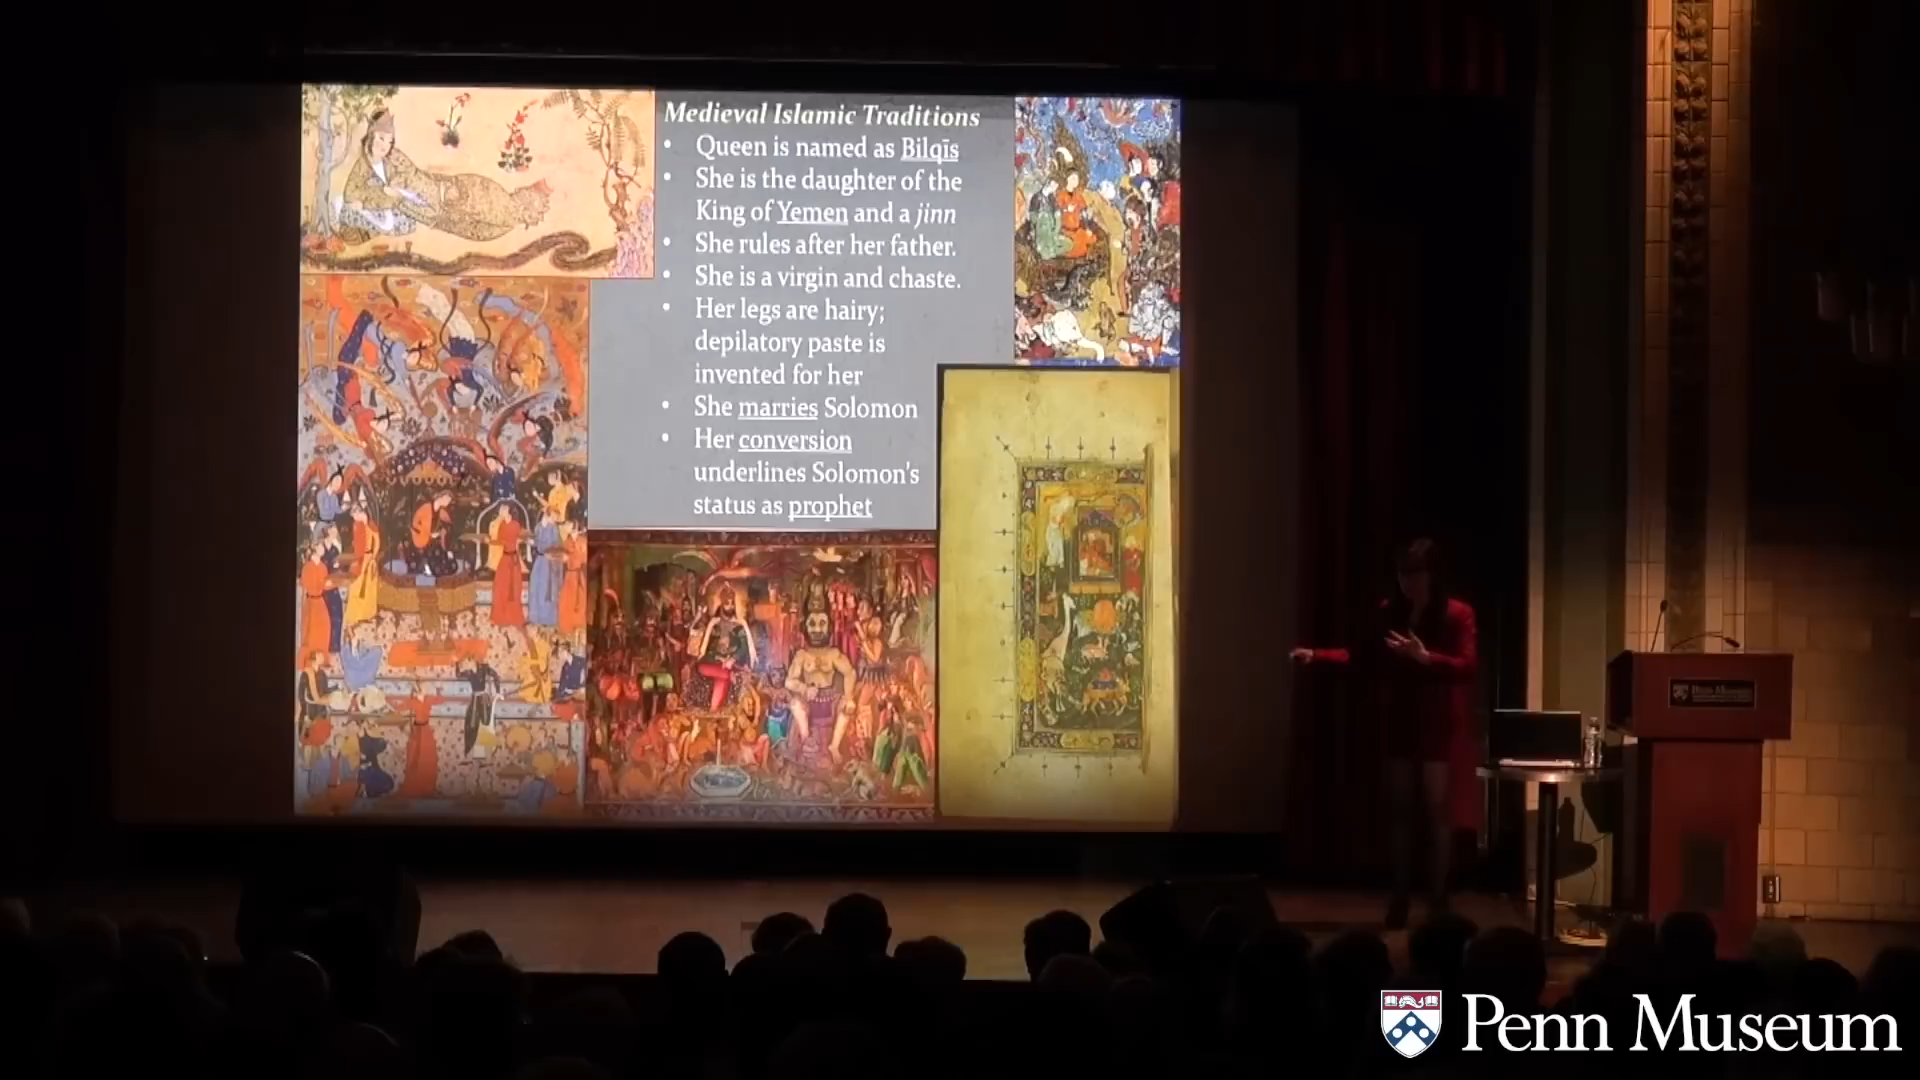 Medieval Islamic Traditions
• Queen is named as Bilqīs
• She is the daughter of the
King of Yemen and a jinn
• She rules after her father.
• She is a virgin and chaste.
• Her legs are hairy;
depilatory paste is
invented for her
• She marries Solomon
• Her conversion
underlines Solomon's
status as prophet
Penn Museum
Penn Museum